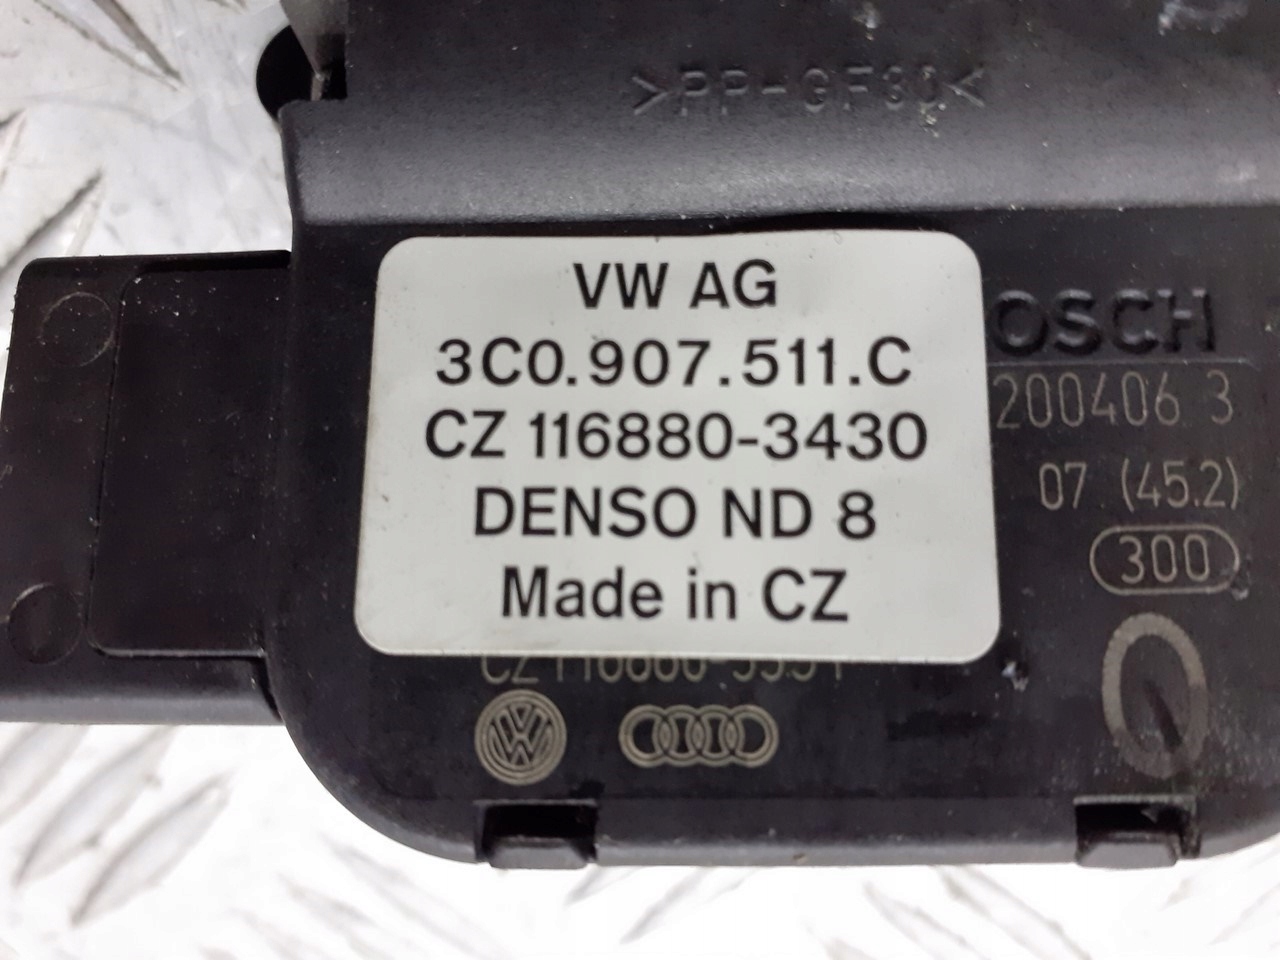 >PP-GF30<
VW AG
3C0.907.511.C
CZ 116880-3430
DENSO ND 8
Made in CZ
OSCH
200406 3
07 (45.2)
300